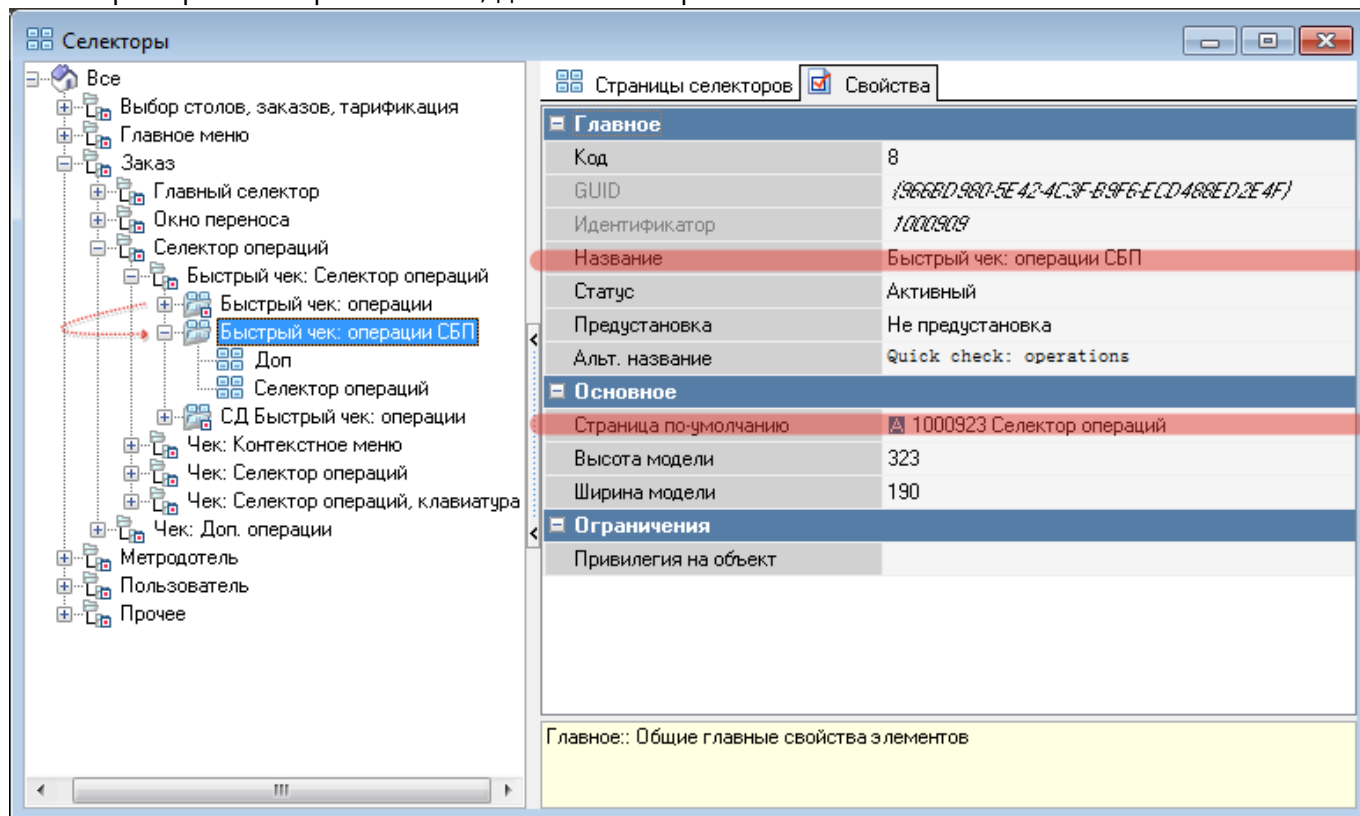 Селекторы
Все
Выбор столов, заказов, тарификация
Главное меню
Заказ
Главный селектор
Окно переноса
Селектор операций
Быстрый чек: Селектор операций
Быстрый чек: операции
Быстрый чек: операции СБП
Доп
Селектор операций
СД Быстрый чек: операции
Чек: Контекстное меню
Чек: Селектор операций
Чек: Селектор операций, клавиатура
Чек: Доп. операции
Метродотель
Пользователь
Прочее
Страницы селекторов Свойства
Главное
Код 8
GUID {966BD980-5E42-4C3F-B9F6-ECD488ED2E4F}
Идентификатор 1000909
Название Быстрый чек: операции СБП
Статус Активный
Предустановка Не предустановка
Альт. название Quick check: operations
Основное
Страница по-умолчанию A 1000923 Селектор операций
Высота модели 323
Ширина модели 190
Ограничения
Привилегия на объект
Главное:: Общие главные свойства элементов